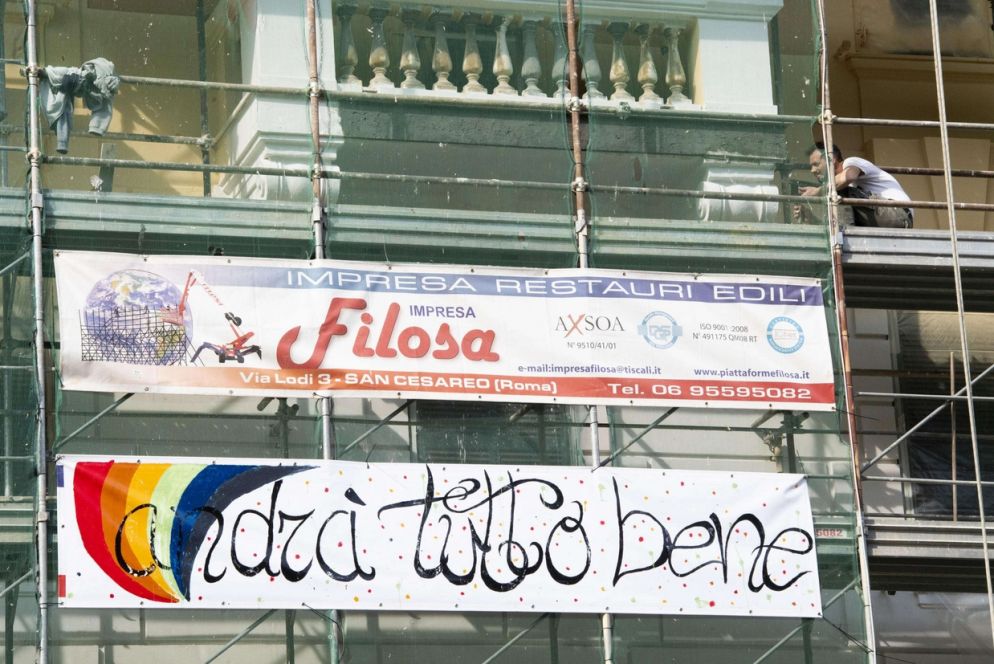 IMPRESA RESTAURI EDILI
IMPRESA
Filosa
AXSOA
N° 9510/41/01
ISO 9001:2008
N° 491175 QM08 RT
e-mail:impresafilosa@tiscali.it
www.piattaformefilosa.it
Via Lodi 3 - SAN CESAREO (Roma)
Tel. 06 95595082
andrà tutto bene
5082